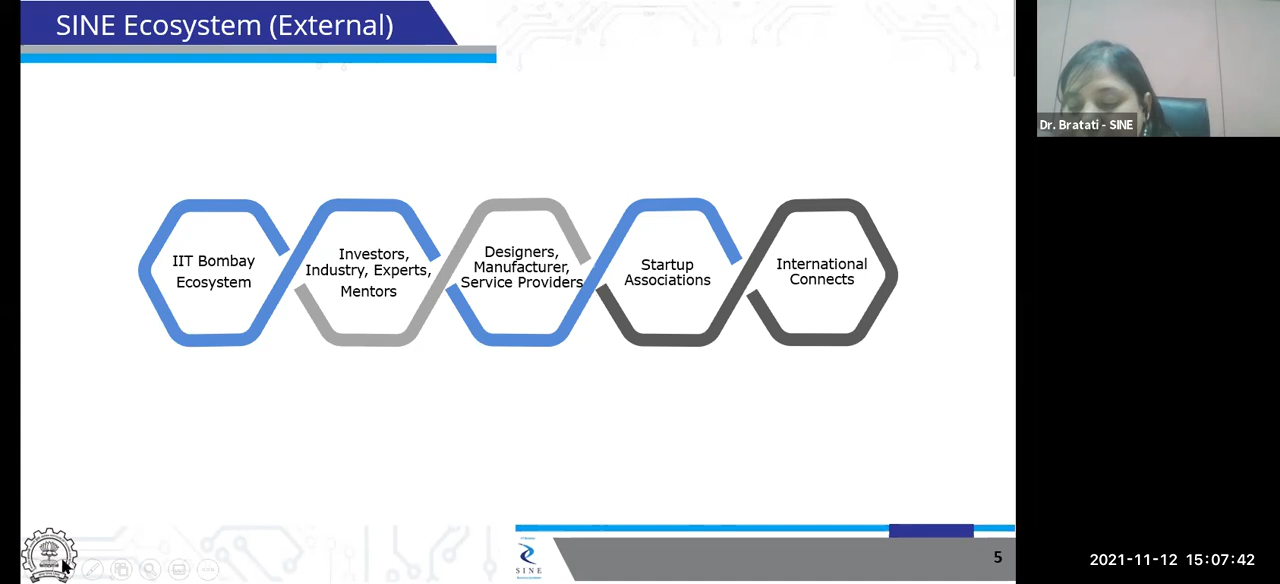 SINE Ecosystem (External)
Dr. Bratati - SINE
IIT Bombay
Ecosystem
Investors,
Industry, Experts,
Mentors
Designers,
Manufacturer,
Service Providers
Startup
Associations
International
Connects
SINE
5
2021-11-12 15:07:42